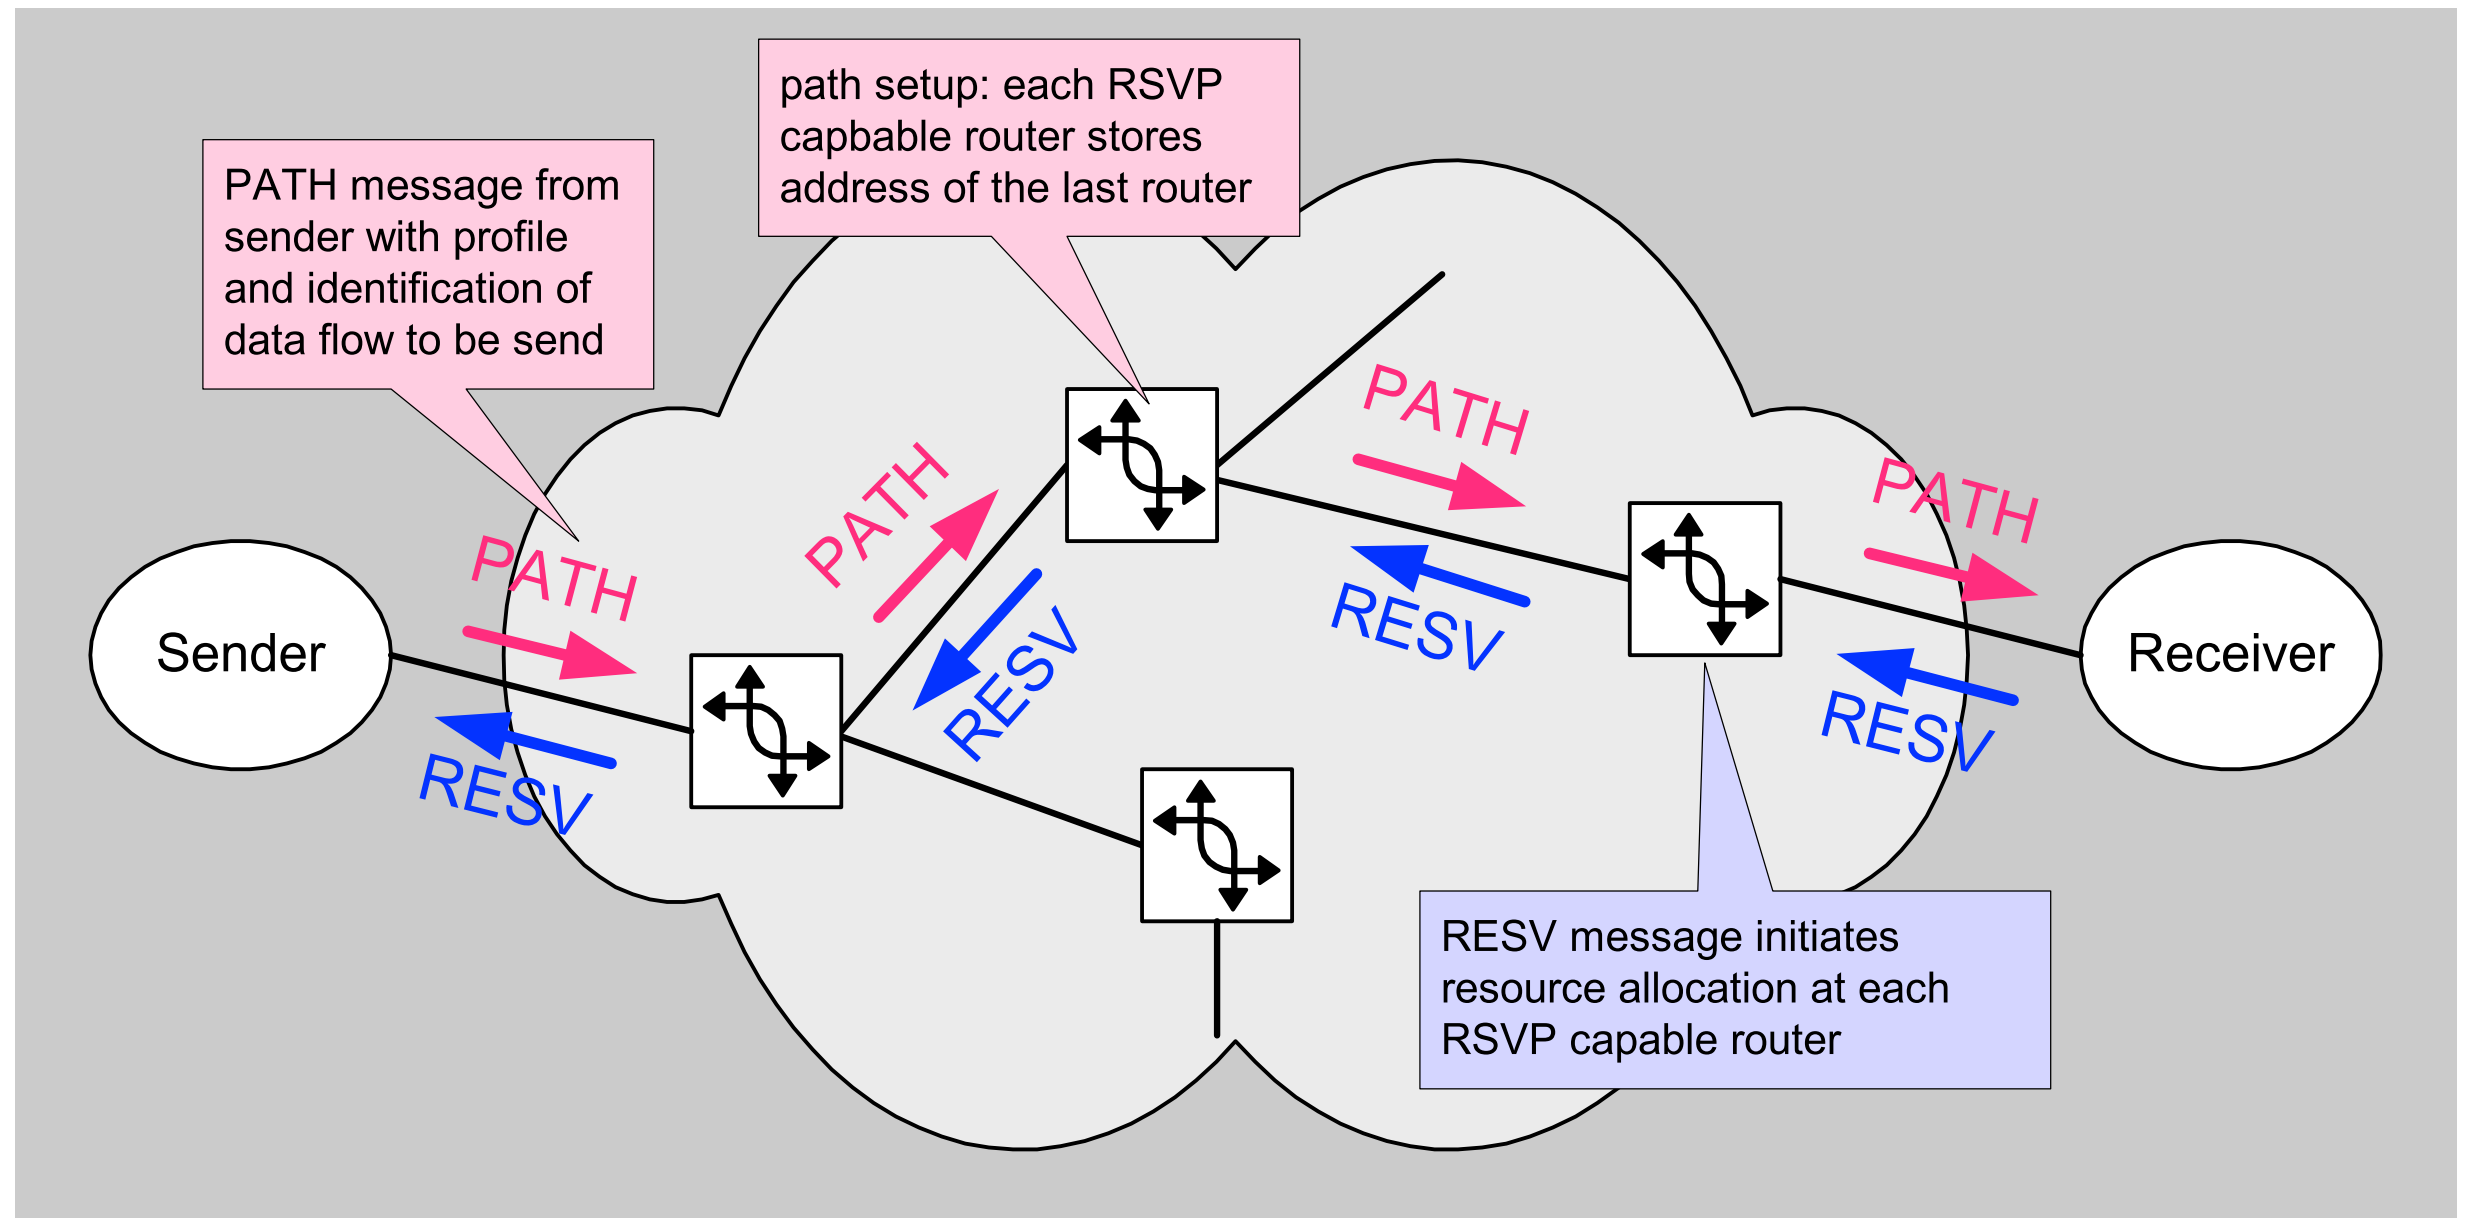 path setup: each RSVP
capbable router stores
address of the last router
PATH message from
sender with profile
and identification of
data flow to be send
PATH
PATH
PATH
PATH
Sender
Receiver
RESV
RESV
RESV
RESV
RESV message initiates
resource allocation at each
RSVP capable router